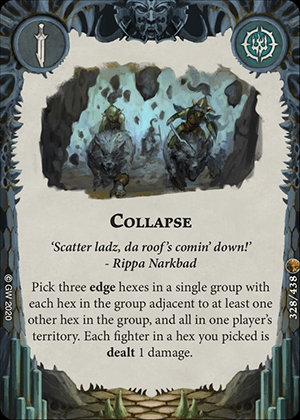 COLLAPSE
‘Scatter ladz, da roof’s comin’ down!’
- Rippa Narkbad
Pick three edge hexes in a single group with
each hex in the group adjacent to at least one
other hex in the group, and all in one player’s
territory. Each fighter in a hex you picked is
dealt 1 damage.
© GW 2020
328/438